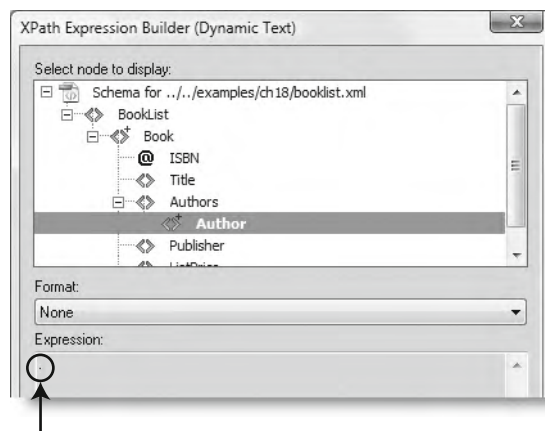 XPath Expression Builder (Dynamic Text)
Select node to display:
Schema for ../../examples/ch18/booklist.xml
BookList
Book
@ ISBN
Title
Authors
Author
Publisher
Format:
None
Expression:
.